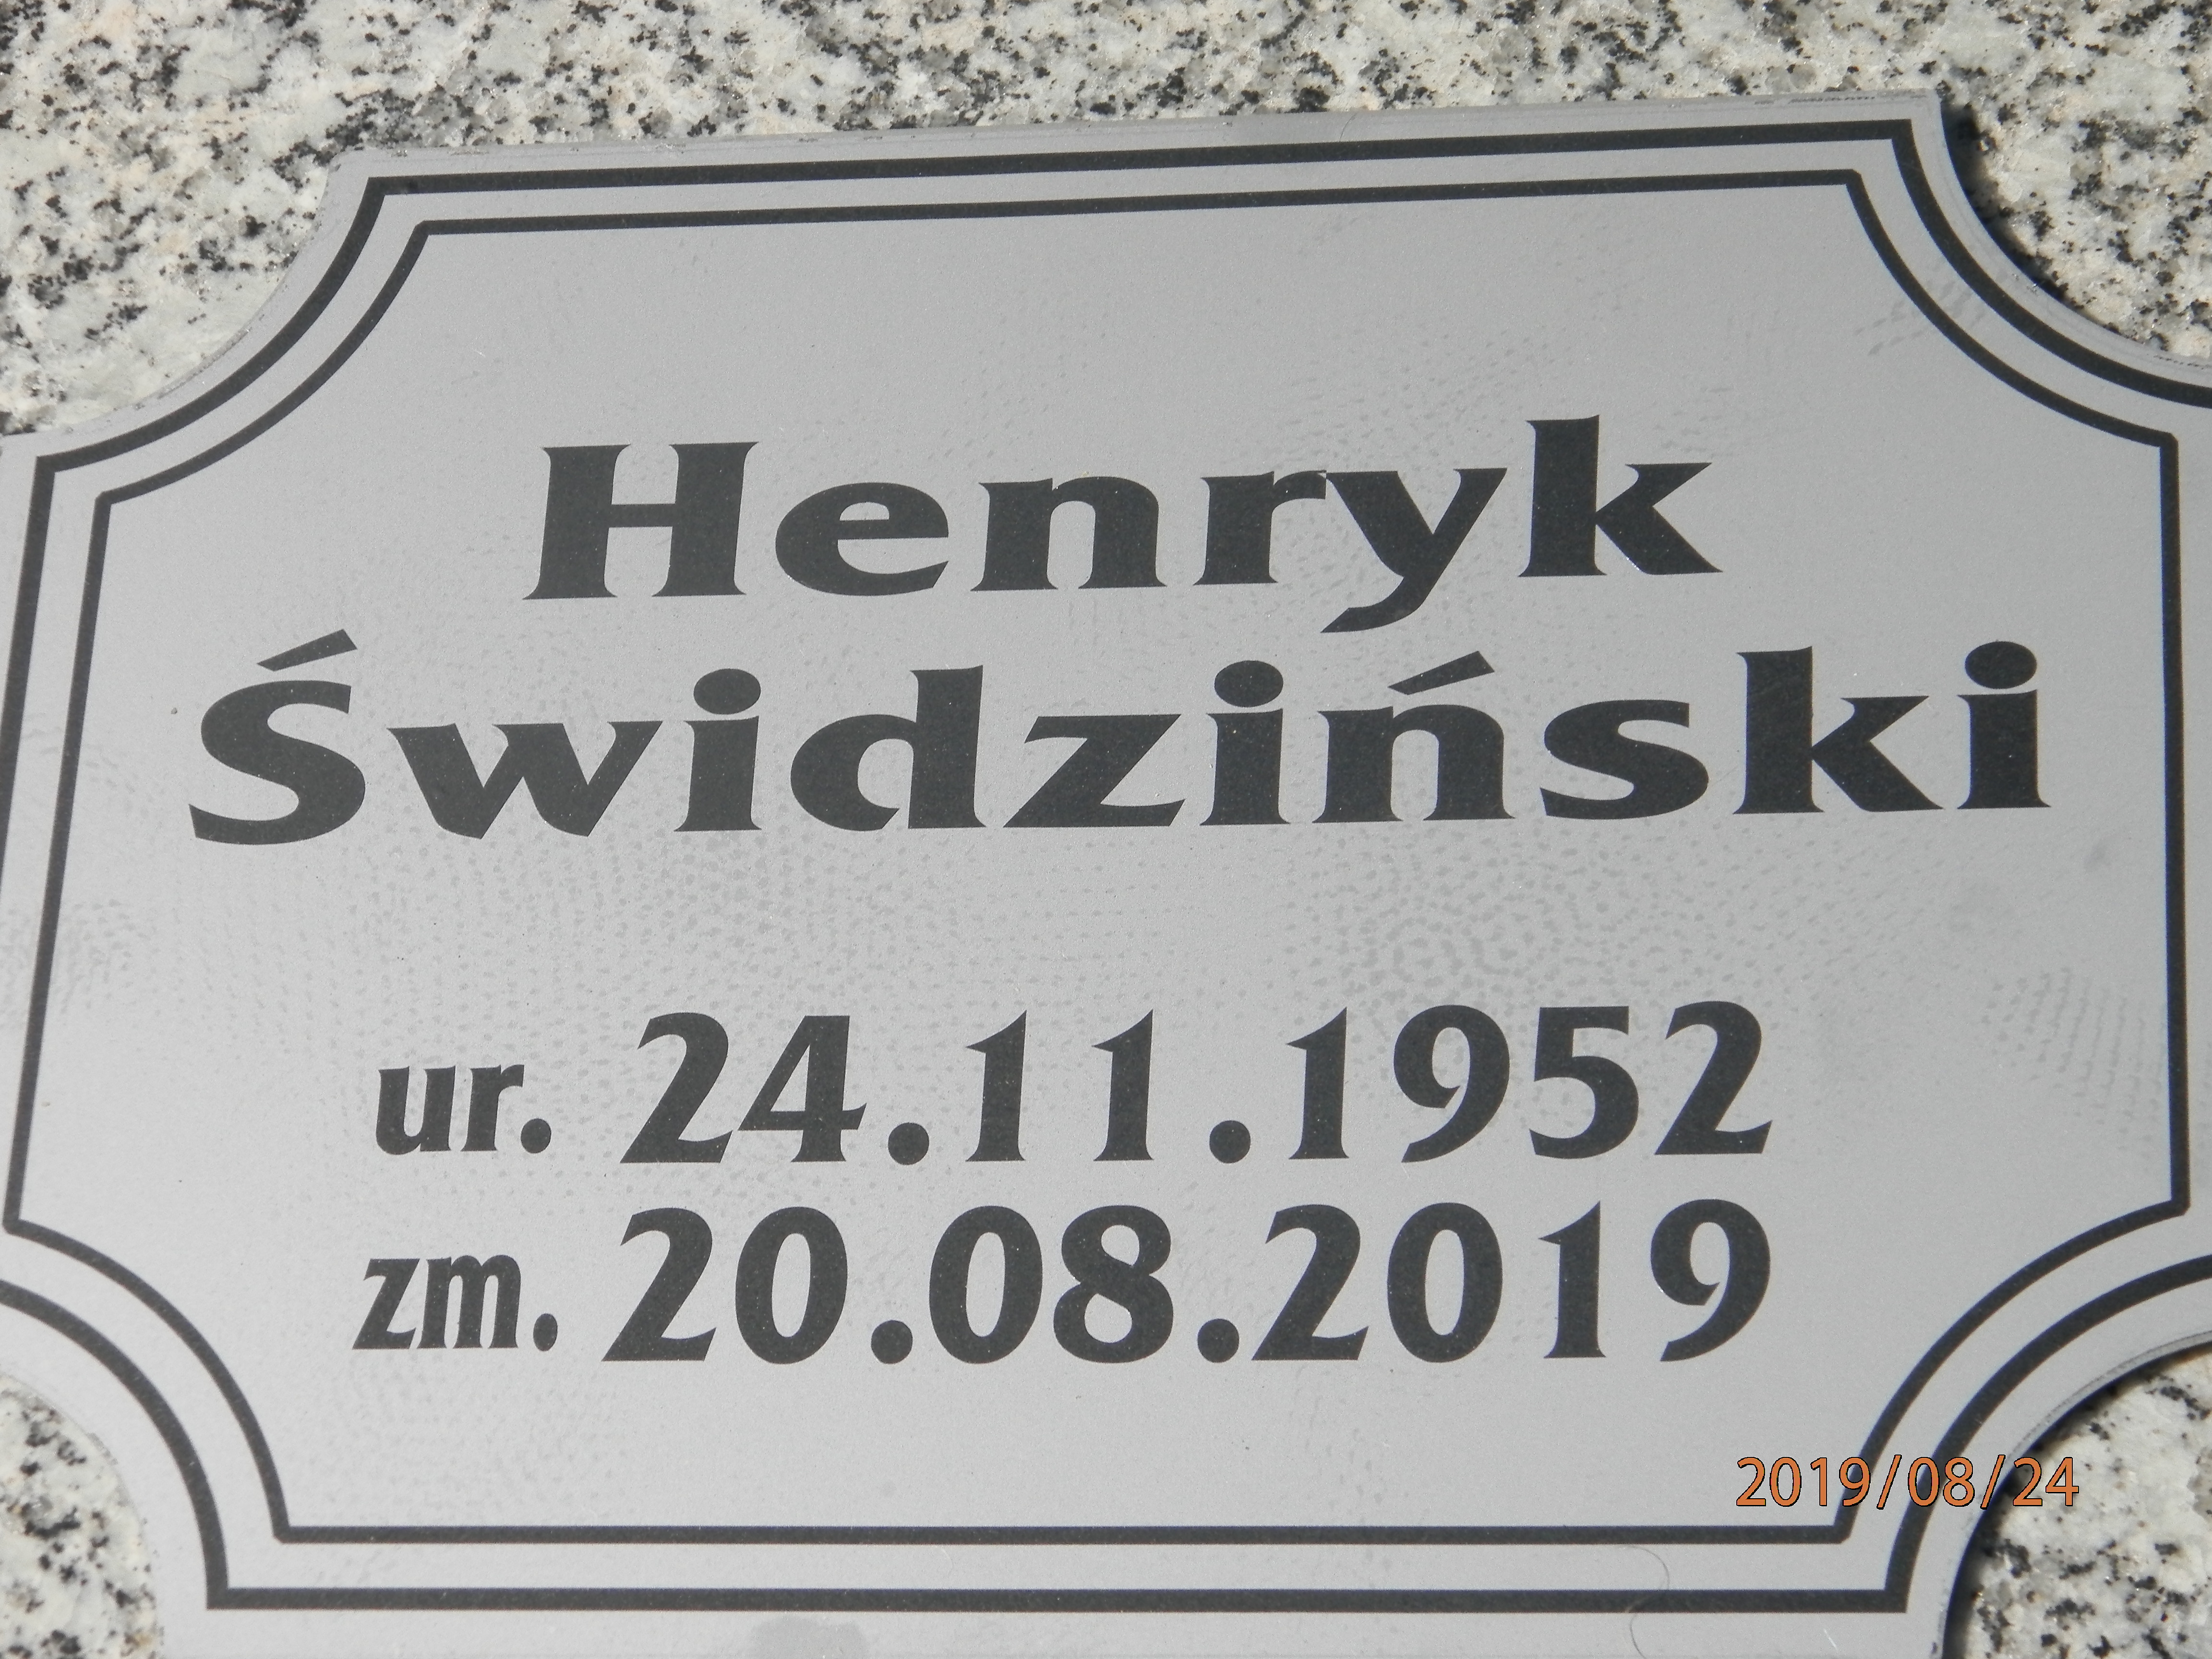 Henryk
Świdziński
ur. 24.11.1952
zm. 20.08.2019
2019/08/24